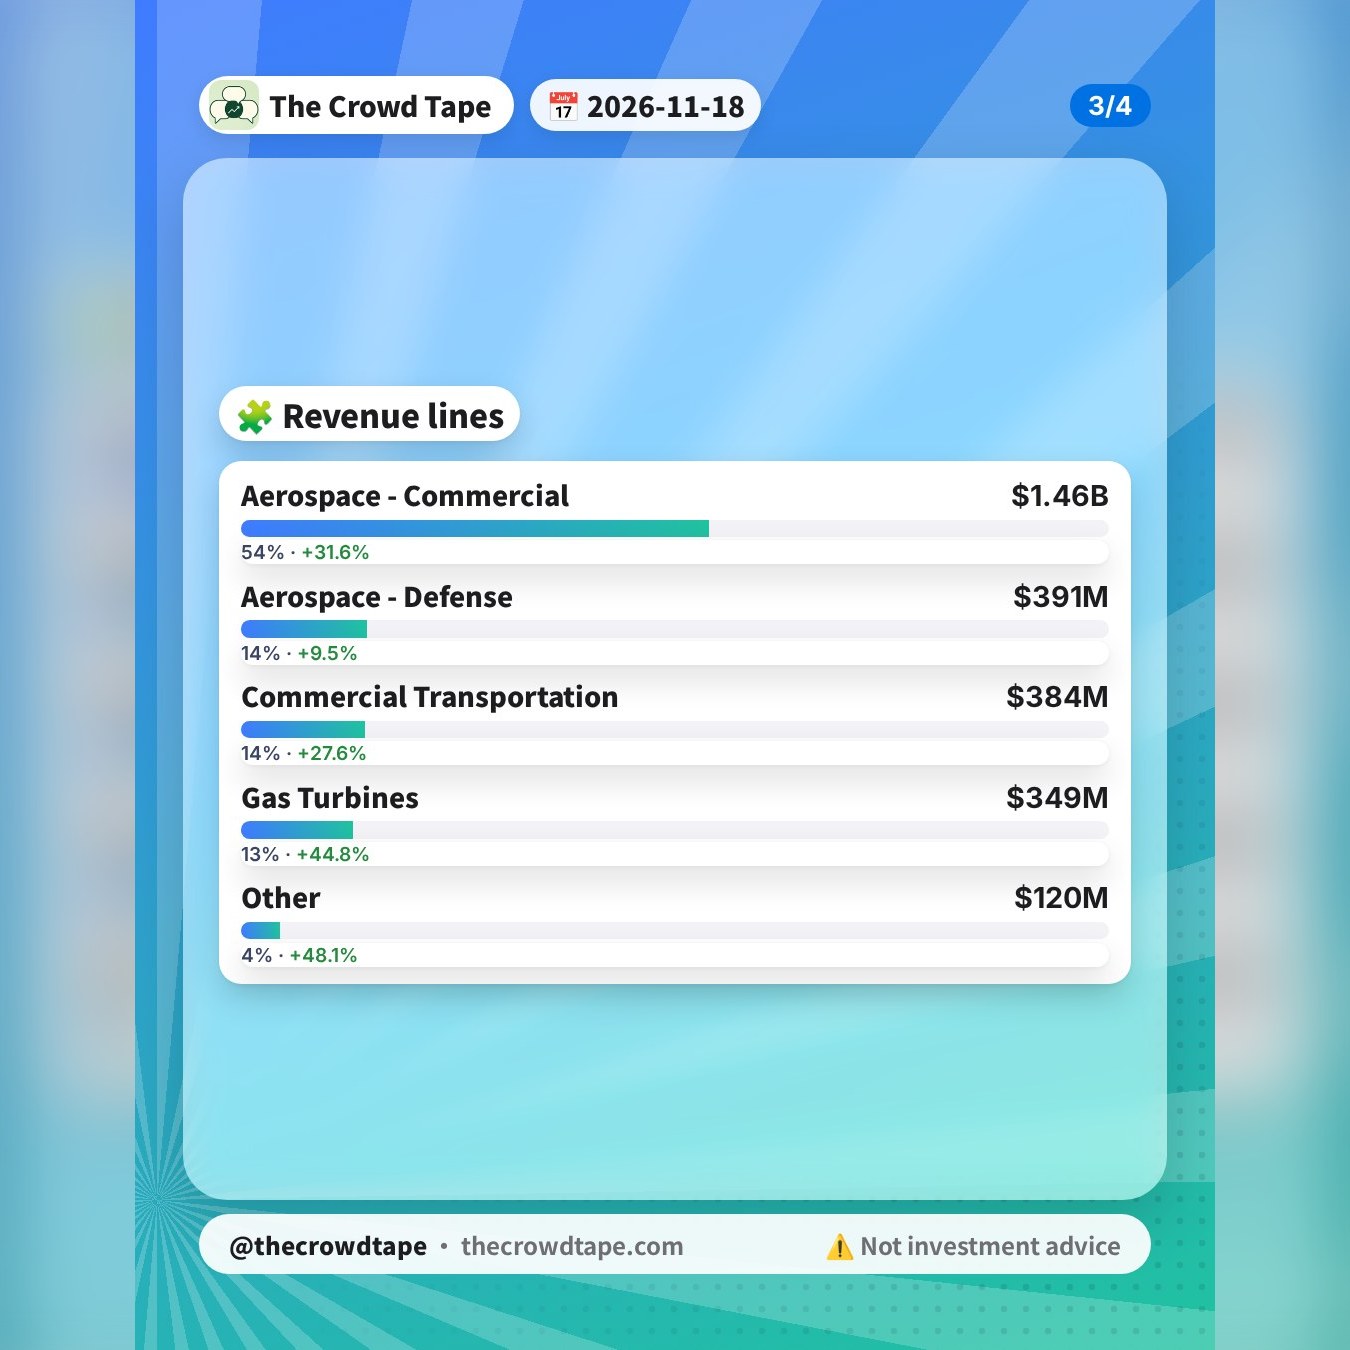 The Crowd Tape
📅 2026-11-18
3/4
🧩 Revenue lines
Aerospace - Commercial $1.46B
54% · +31.6%
Aerospace - Defense $391M
14% · +9.5%
Commercial Transportation $384M
14% · +27.6%
Gas Turbines $349M
13% · +44.8%
Other $120M
4% · +48.1%
@thecrowdtape • thecrowdtape.com ⚠️ Not investment advice